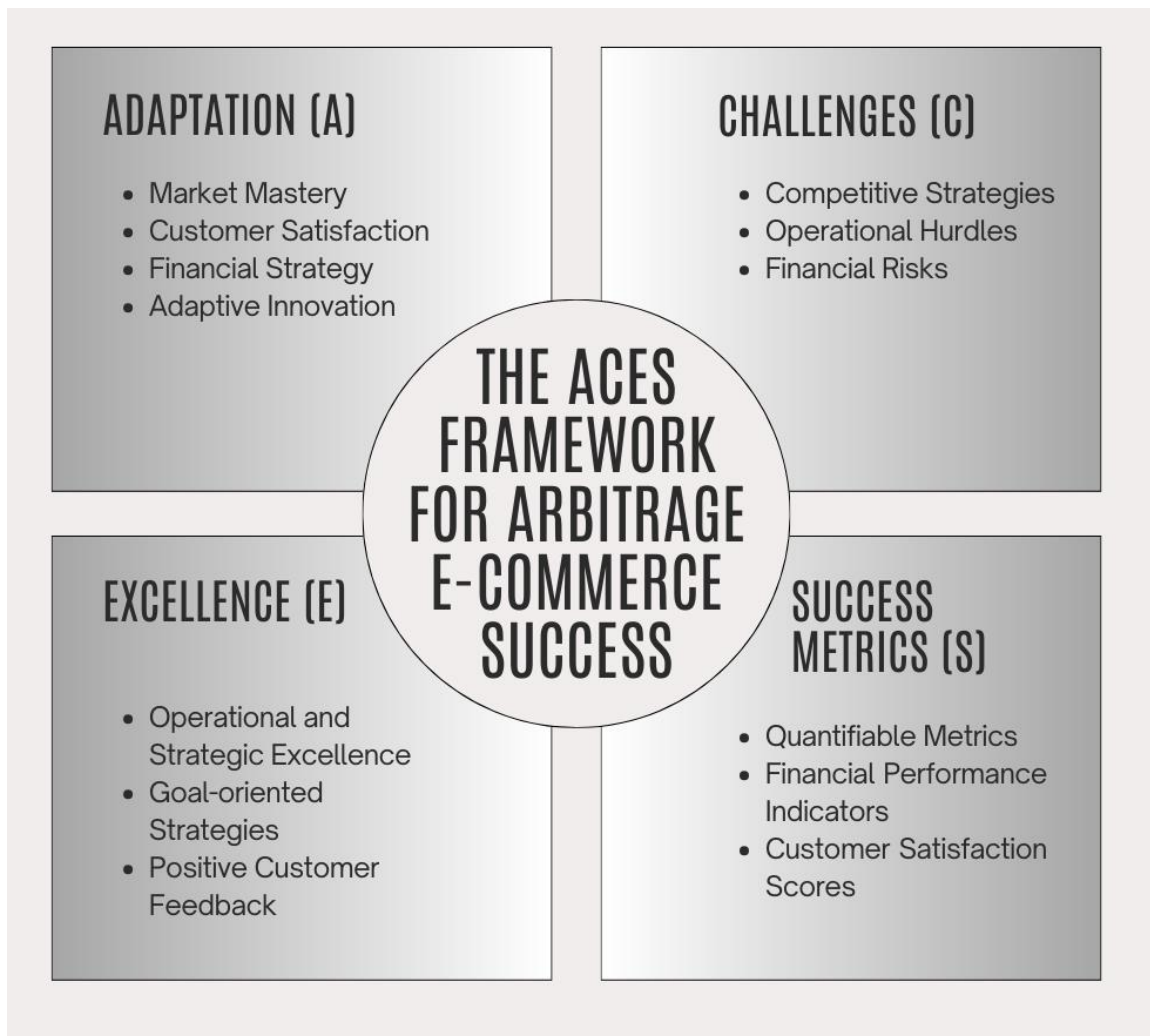 ADAPTATION (A)
• Market Mastery
• Customer Satisfaction
• Financial Strategy
• Adaptive Innovation
CHALLENGES (C)
• Competitive Strategies
• Operational Hurdles
• Financial Risks
THE ACES
FRAMEWORK
FOR ARBITRAGE
E-COMMERCE
SUCCESS
EXCELLENCE (E)
• Operational and
Strategic Excellence
• Goal-oriented
Strategies
• Positive Customer
Feedback
SUCCESS
METRICS (S)
• Quantifiable Metrics
• Financial Performance
Indicators
• Customer Satisfaction
Scores